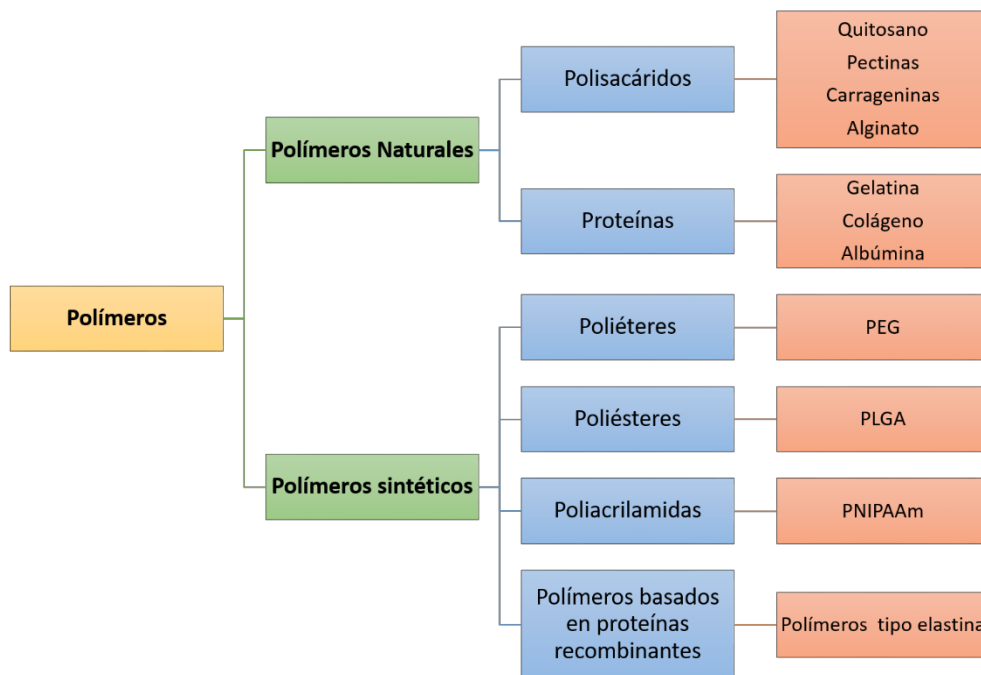 Polímeros
Polímeros Naturales
Polisacáridos
Quitosano
Pectinas
Carrageninas
Alginato
Proteínas
Gelatina
Colágeno
Albúmina
Polímeros sintéticos
Poliéteres
PEG
Poliésteres
PLGA
Poliacrilamidas
PNIPAAm
Polímeros basados
en proteínas
recombinantes
Polímeros tipo elastina